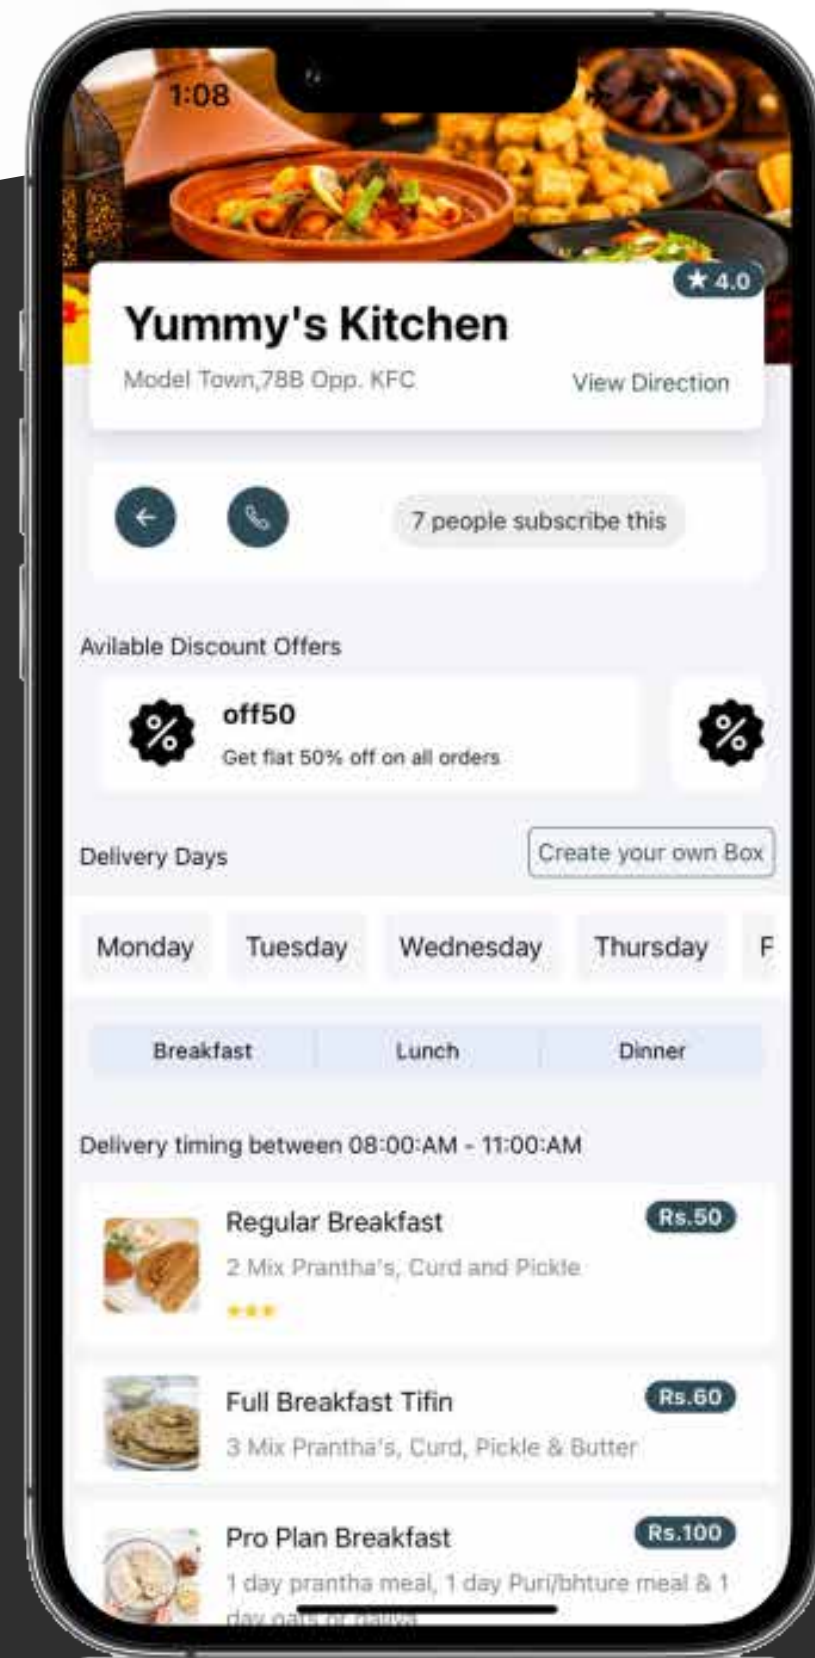 1:08
★ 4.0
Yummy's Kitchen
Model Town,78B Opp. KFC
View Direction
7 people subscribe this
Avilable Discount Offers
off50
Get flat 50% off on all orders
Delivery Days
Create your own Box
Monday Tuesday Wednesday Thursday F
Breakfast Lunch Dinner
Delivery timing between 08:00:AM - 11:00:AM
Regular Breakfast
Rs.50
2 Mix Prantha's, Curd and Pickle
Full Breakfast Tifin
Rs.60
3 Mix Prantha's, Curd, Pickle & Butter
Pro Plan Breakfast
Rs.100
1 day prantha meal, 1 day Puri/bhture meal & 1
day oats or